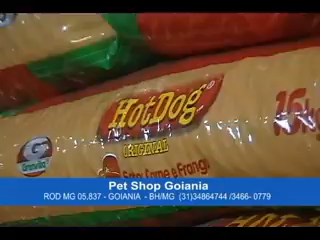 HotDog®
15kg
G
Granvita
ORIGINAL
Sabor Carne e Frango
Pet Shop Goiania
ROD MG 05,837 - GOIANIA - BH/MG (31)34864744 /3466- 0779
HotDog